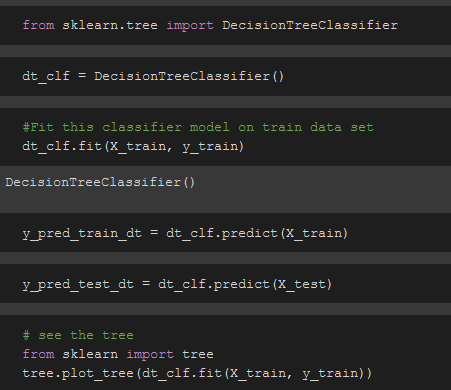 from sklearn.tree import DecisionTreeClassifier
dt_clf = DecisionTreeClassifier()
#Fit this classifier model on train data set
dt_clf.fit(X_train, y_train)
DecisionTreeClassifier()
y_pred_train_dt = dt_clf.predict(X_train)
y_pred_test_dt = dt_clf.predict(X_test)
# see the tree
from sklearn import tree
tree.plot_tree(dt_clf.fit(X_train, y_train))